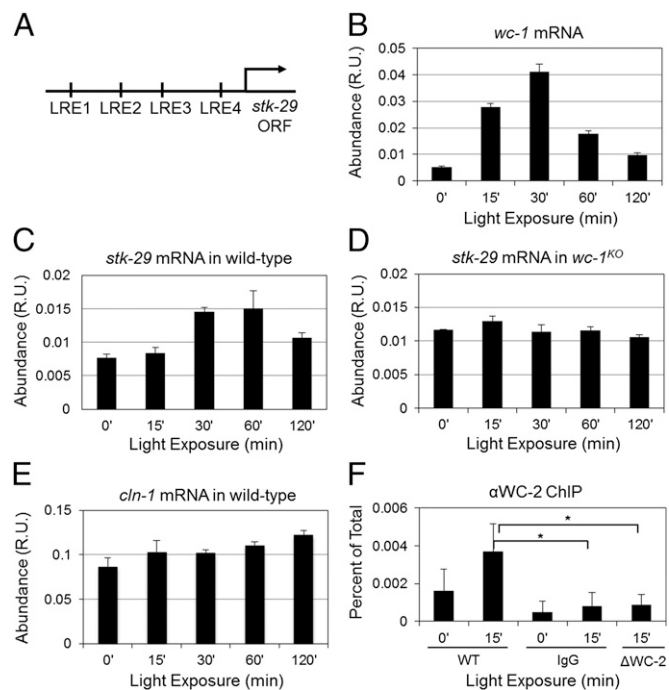 A
LRE1 LRE2 LRE3 LRE4 stk-29
ORF
B
wc-1 mRNA
Abundance (R.U.)
0.05
0.04
0.03
0.02
0.01
0
0' 15' 30' 60' 120'
Light Exposure (min)
C
stk-29 mRNA in wild-type
Abundance (R.U.)
0.02
0.015
0.01
0.005
0
0' 15' 30' 60' 120'
Light Exposure (min)
D
stk-29 mRNA in wc-1KO
Abundance (R.U.)
0.02
0.015
0.01
0.005
0
0' 15' 30' 60' 120'
Light Exposure (min)
E
cln-1 mRNA in wild-type
Abundance (R.U.)
0.15
0.1
0.05
0
0' 15' 30' 60' 120'
Light Exposure (min)
F
αWC-2 ChIP
Percent of Total
0.006
0.004
0.002
0
*
*
0' 15' 0' 15' 15'
WT IgG ΔWC-2
Light Exposure (min)